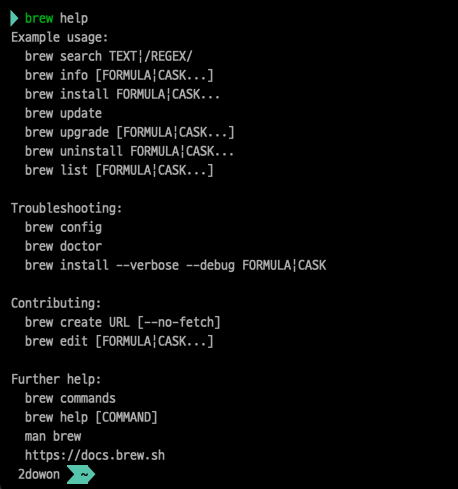 brew help
Example usage:
  brew search TEXT¦/REGEX/
  brew info [FORMULA¦CASK...]
  brew install FORMULA¦CASK...
  brew update
  brew upgrade [FORMULA¦CASK...]
  brew uninstall FORMULA¦CASK...
  brew list [FORMULA¦CASK...]

Troubleshooting:
  brew config
  brew doctor
  brew install --verbose --debug FORMULA¦CASK

Contributing:
  brew create URL [--no-fetch]
  brew edit [FORMULA¦CASK...]

Further help:
  brew commands
  brew help [COMMAND]
  man brew
  https://docs.brew.sh
2dowon ~